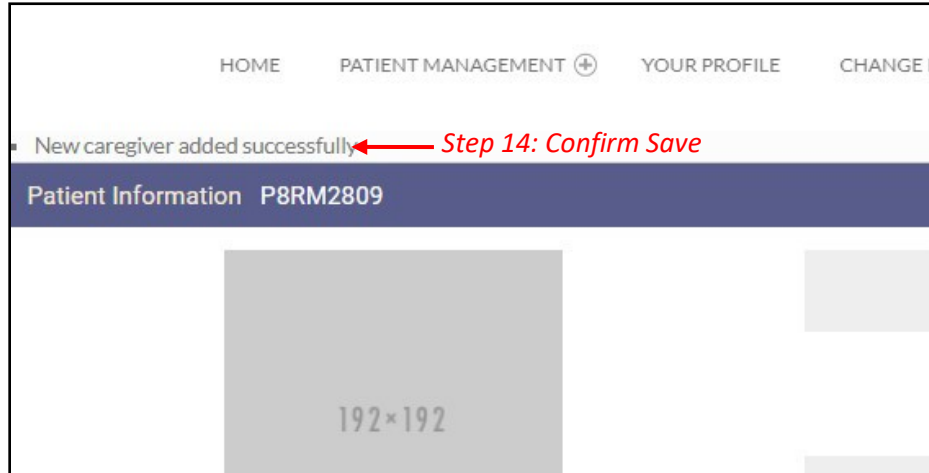 HOME PATIENT MANAGEMENT YOUR PROFILE CHANGE
New caregiver added successfully Step 14: Confirm Save
Patient Information P8RM2809
192×192